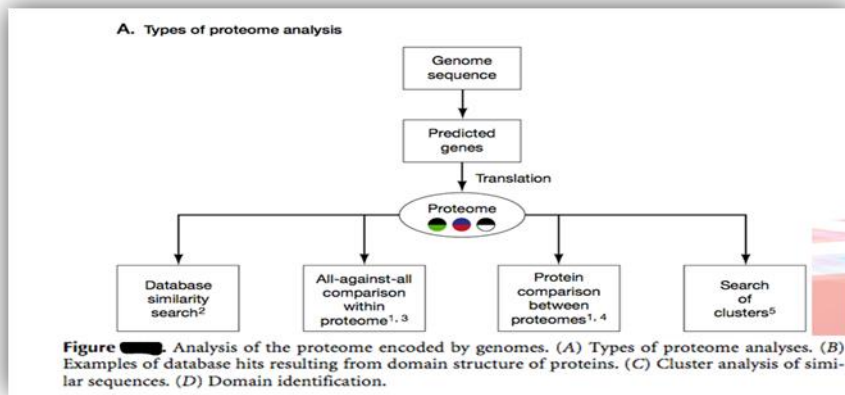 A. Types of proteome analysis
Genome
sequence
Predicted
genes
Translation
Proteome
Database
similarity
search2
All-against-all
comparison
within
proteome1, 3
Protein
comparison
between
proteomes1, 4
Search
of
clusters5
Figure . Analysis of the proteome encoded by genomes. (A) Types of proteome analyses. (B)
Examples of database hits resulting from domain structure of proteins. (C) Cluster analysis of simi-
lar sequences. (D) Domain identification.